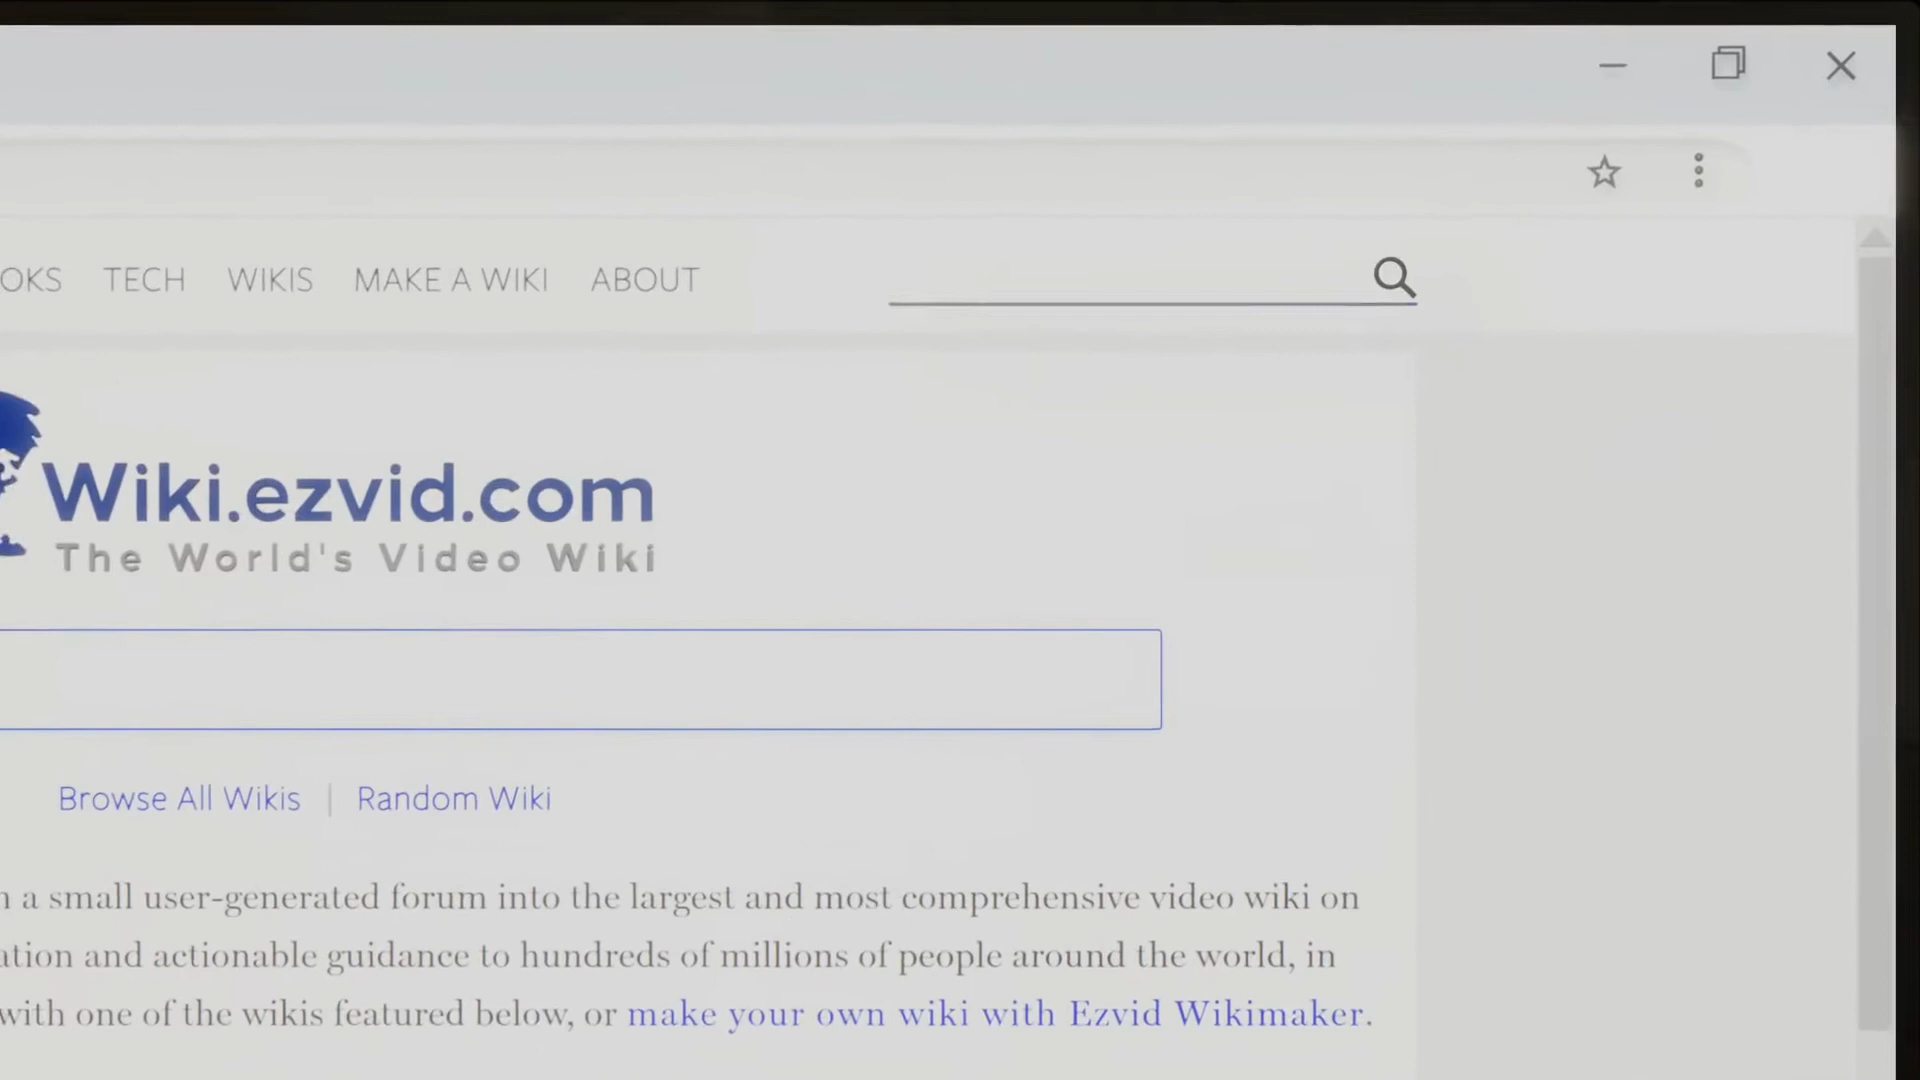 OKS TECH WIKIS MAKE A WIKI ABOUT
Wiki.ezvid.com
The World's Video Wiki
Browse All Wikis | Random Wiki
a small user-generated forum into the largest and most comprehensive video wiki on
ation and actionable guidance to hundreds of millions of people around the world, in
with one of the wikis featured below, or make your own wiki with Ezvid Wikimaker.